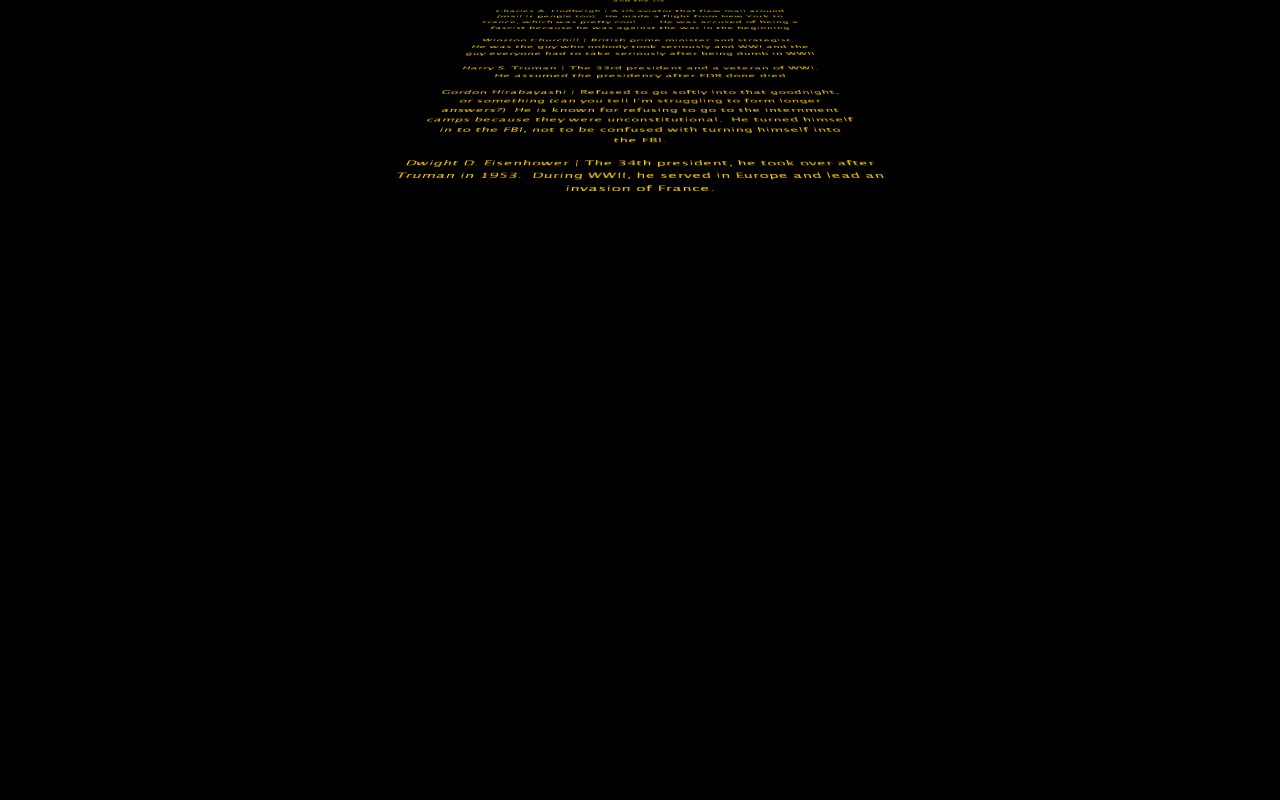 and the US
Charles A. Lindbergh | A US aviator that flew mail around
(mail is people too). He made a flight from New York to
France, which was pretty cool . . . He was accused of being a
fascist because he was against the war in the beginning
Winston Churchill | British prime minister and strategist.
He was the guy who nobody took seriously and WWI and the
guy everyone had to take seriously after being dumb in WWII
Harry S. Truman | The 33rd president and a veteran of WWI.
He assumed the presidency after FDR done died
Gordon Hirabayashi | Refused to go softly into that goodnight,
or something (can you tell I'm struggling to form longer
answers?) He is known for refusing to go to the internment
camps because they were unconstitutional. He turned himself
in to the FBI, not to be confused with turning himself into
the FBI.
Dwight D. Eisenhower | The 34th president, he took over after
Truman in 1953. During WWII, he served in Europe and lead an
invasion of France.